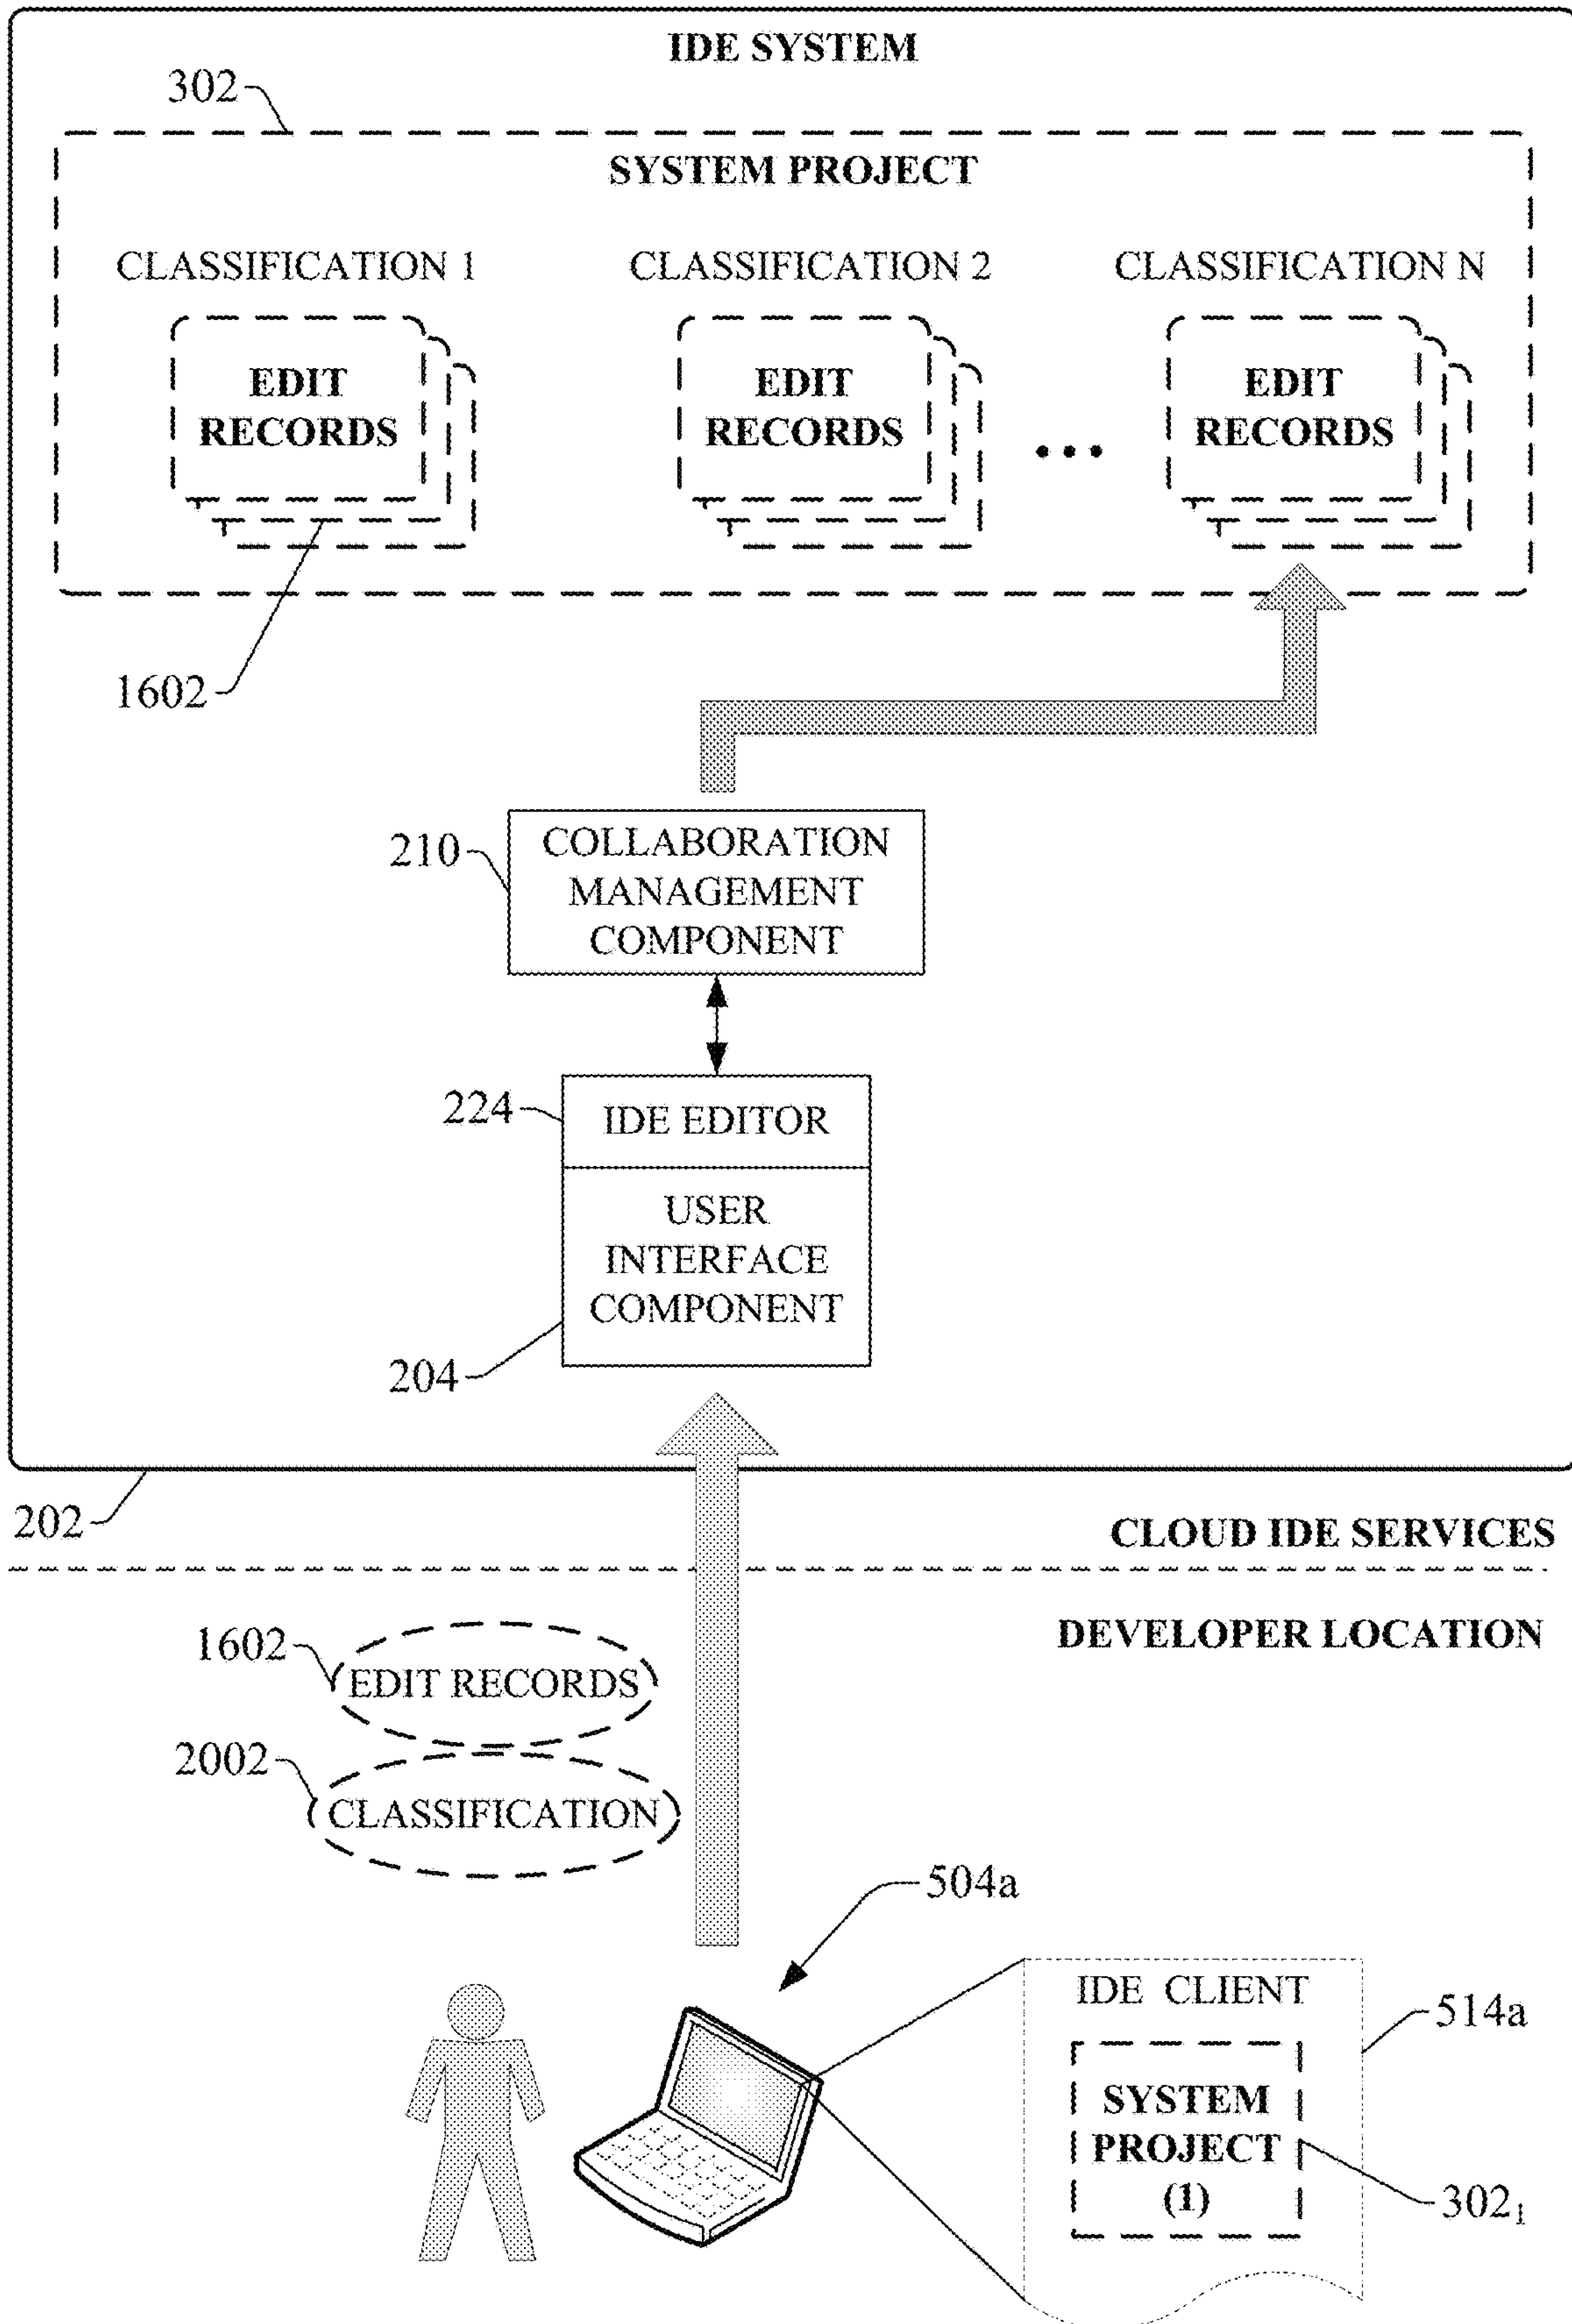 IDE SYSTEM
302
SYSTEM PROJECT
CLASSIFICATION 1
CLASSIFICATION 2
CLASSIFICATION N
EDIT
RECORDS
EDIT
RECORDS
...
EDIT
RECORDS
1602
210
COLLABORATION
MANAGEMENT
COMPONENT
224
IDE EDITOR
USER
INTERFACE
COMPONENT
204
202
CLOUD IDE SERVICES
DEVELOPER LOCATION
1602
EDIT RECORDS
2002
CLASSIFICATION
504a
IDE CLIENT
514a
SYSTEM
PROJECT
(1)
302₁